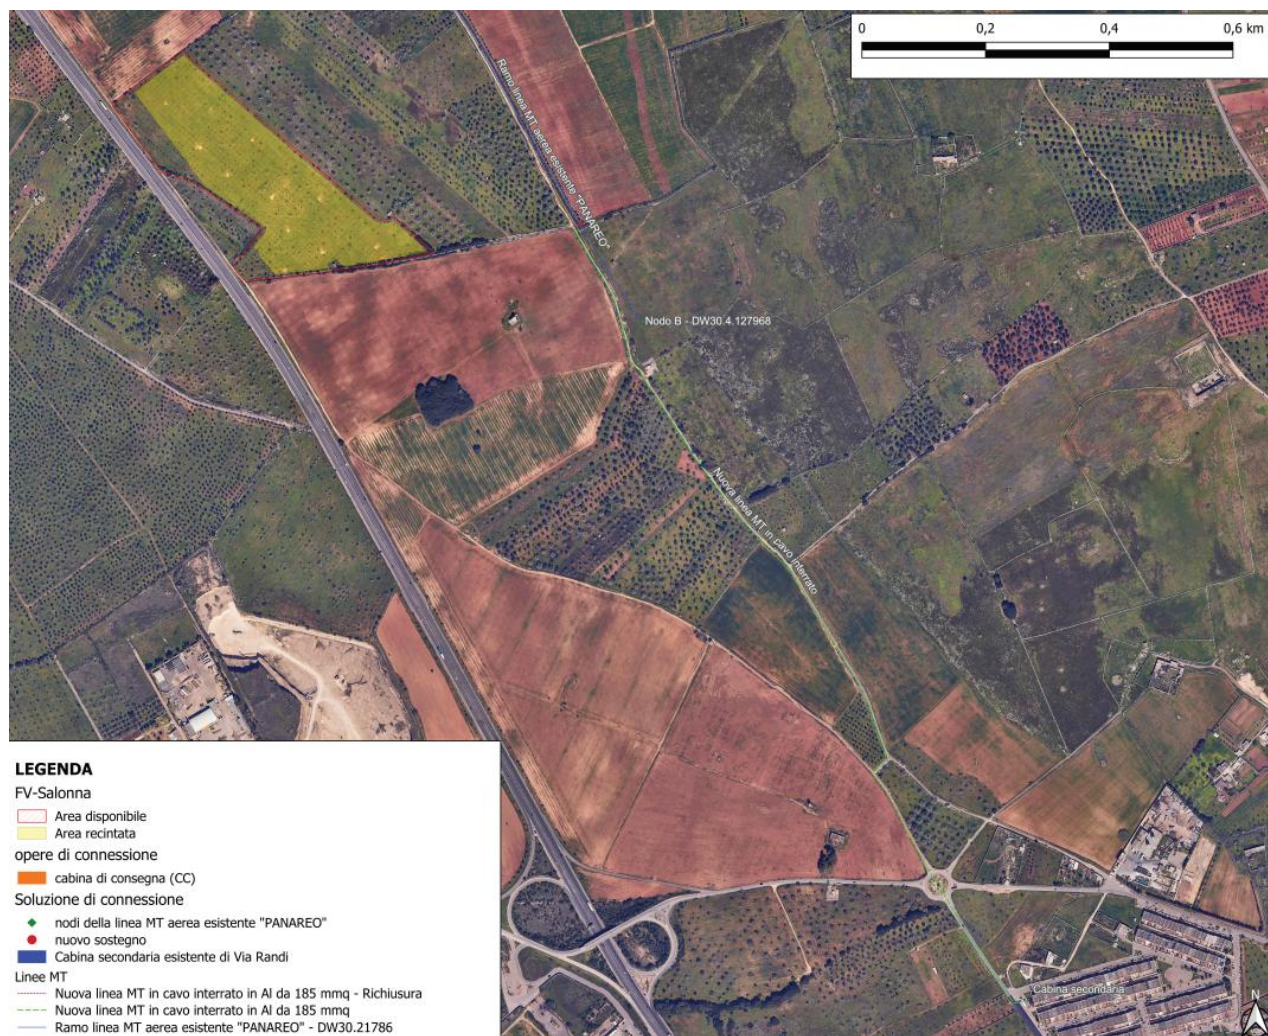 0 0,2 0,4 0,6 km
Ramo linea MT aerea esistente "PANAREO"
Nodo B - DW30.4.127968
Nuova linea MT in cavo interrato
Cabina secondaria
LEGENDA
FV-Salonna
Area disponibile
Area recintata
opere di connessione
cabina di consegna (CC)
Soluzione di connessione
nodi della linea MT aerea esistente "PANAREO"
nuovo sostegno
Cabina secondaria esistente di Via Randi
Linee MT
Nuova linea MT in cavo interrato in Al da 185 mmq - Richiusura
Nuova linea MT in cavo interrato in Al da 185 mmq
Ramo linea MT aerea esistente "PANAREO" - DW30.21786
N